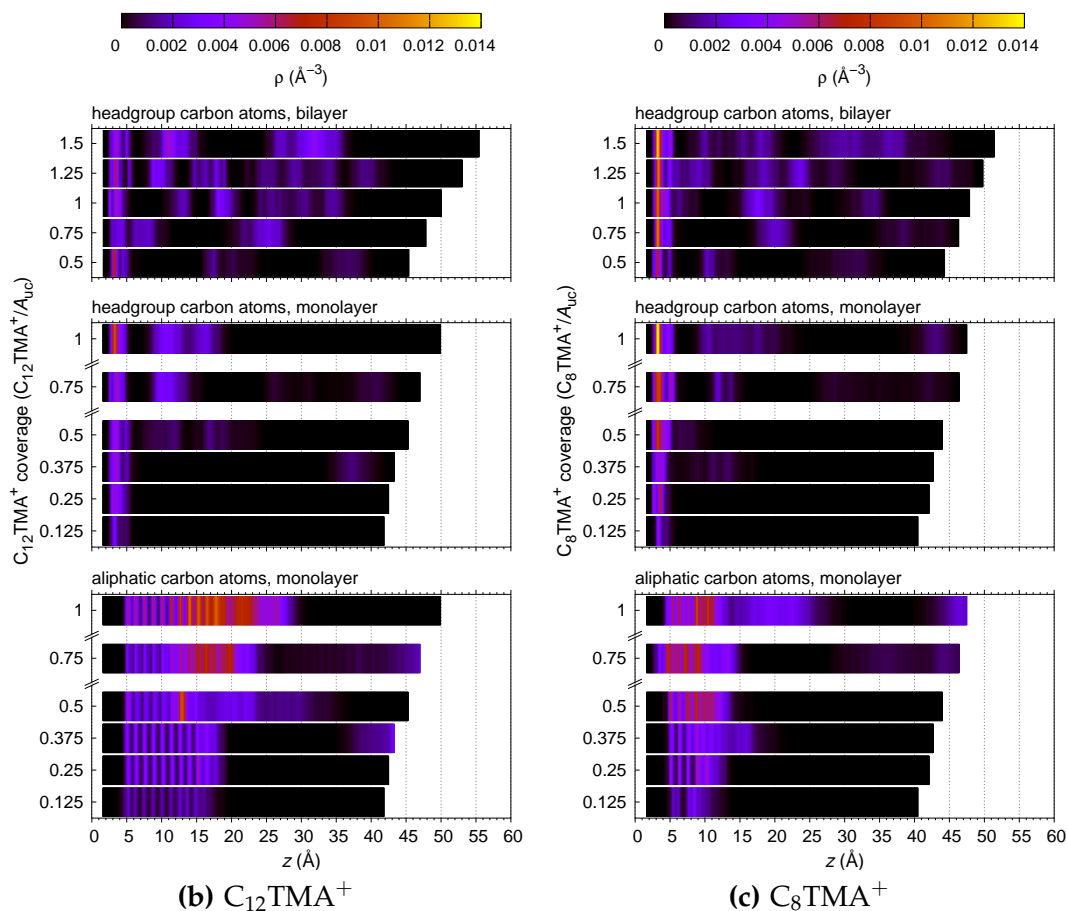 0 0.002 0.004 0.006 0.008 0.01 0.012 0.014
ρ (Å⁻³)
headgroup carbon atoms, bilayer
1.5
1.25
1
0.75
0.5
headgroup carbon atoms, monolayer
1
0.75
0.5
0.375
0.25
0.125
aliphatic carbon atoms, monolayer
1
0.75
0.5
0.375
0.25
0.125
C₁₂TMA⁺ coverage (C₁₂TMA⁺/A_uc)
0 5 10 15 20 25 30 35 40 45 50 55 60
z (Å)
(b) C₁₂TMA⁺
0 0.002 0.004 0.006 0.008 0.01 0.012 0.014
ρ (Å⁻³)
headgroup carbon atoms, bilayer
1.5
1.25
1
0.75
0.5
headgroup carbon atoms, monolayer
1
0.75
0.5
0.375
0.25
0.125
aliphatic carbon atoms, monolayer
1
0.75
0.5
0.375
0.25
0.125
C₈TMA⁺ coverage (C₈TMA⁺/A_uc)
0 5 10 15 20 25 30 35 40 45 50 55 60
z (Å)
(c) C₈TMA⁺